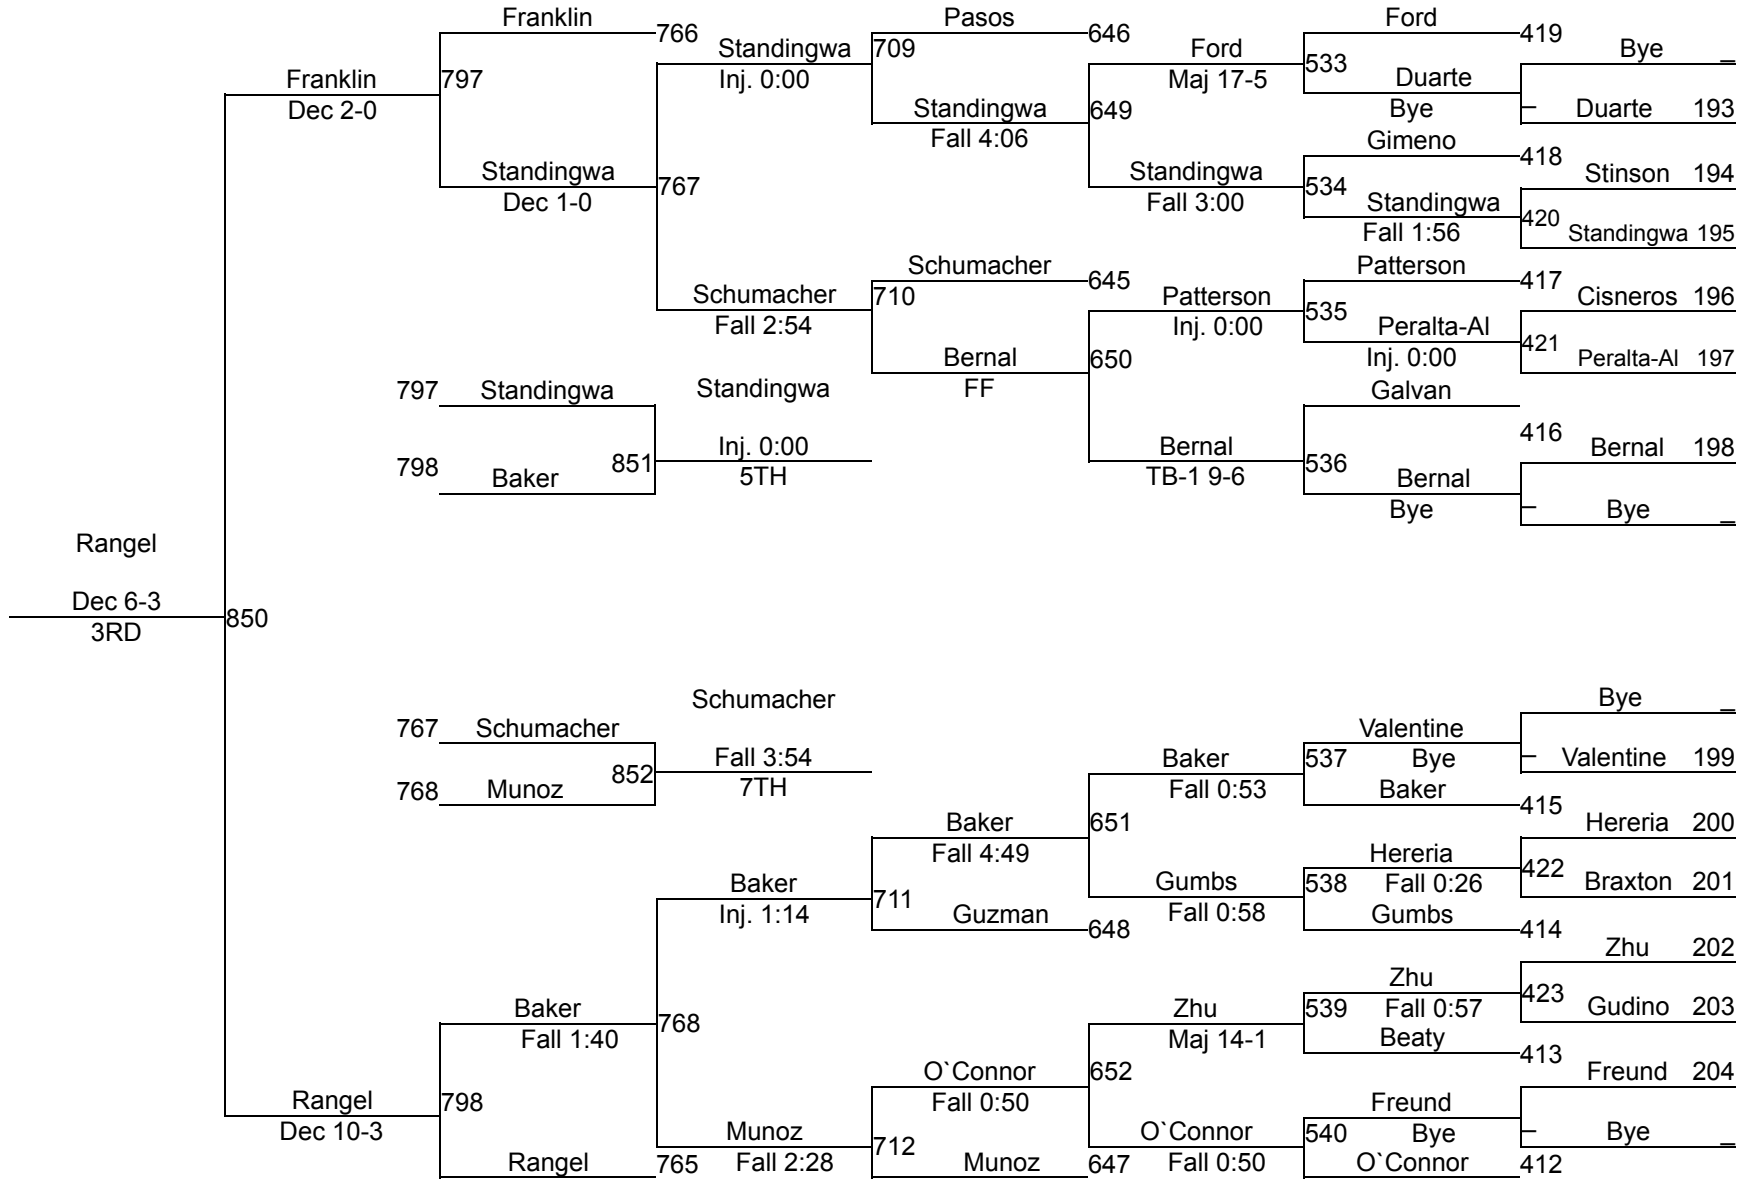 Franklin
766
Pasos
646
Ford
419
Standingwa
709
Ford
533
Bye
_
Franklin
797
Inj. 0:00
Maj 17-5
Duarte
Dec 2-0
Standingwa
649
Bye
–
Duarte 193
Fall 4:06
Gimeno
418
Standingwa
767
Standingwa
534
Stinson 194
Dec 1-0
Fall 3:00
Standingwa
420
Standingwa 195
Fall 1:56
Schumacher
645
Patterson
417
Schumacher
710
Patterson
535
Cisneros 196
Fall 2:54
Inj. 0:00
Peralta-Al
421
Peralta-Al 197
Bernal
650
Inj. 0:00
797
Standingwa
Standingwa
FF
Galvan
416
798
Baker
851
Inj. 0:00
5TH
Bernal
536
Bernal 198
TB-1 9-6
Bernal
Bye
–
Bye
_
Rangel
Dec 6-3
850
3RD
Schumacher
Bye
_
767
Schumacher
Valentine
Fall 3:54
Baker
537
Bye
–
Valentine 199
768
Munoz
852
7TH
Fall 0:53
Baker
415
Baker
651
Hereria 200
Fall 4:49
Hereria
422
Baker
711
Gumbs
538
Fall 0:26
Braxton 201
Inj. 1:14
Guzman
648
Fall 0:58
Gumbs
414
Zhu 202
Zhu
423
Baker
768
Zhu
539
Fall 0:57
Gudino 203
Fall 1:40
Maj 14-1
Beaty
413
O`Connor
652
Freund 204
Rangel
798
Fall 0:50
Freund
Dec 10-3
Munoz
712
O`Connor
540
Bye
–
Bye
_
Rangel
765
Fall 2:28
Munoz
647
Fall 0:50
O`Connor
412